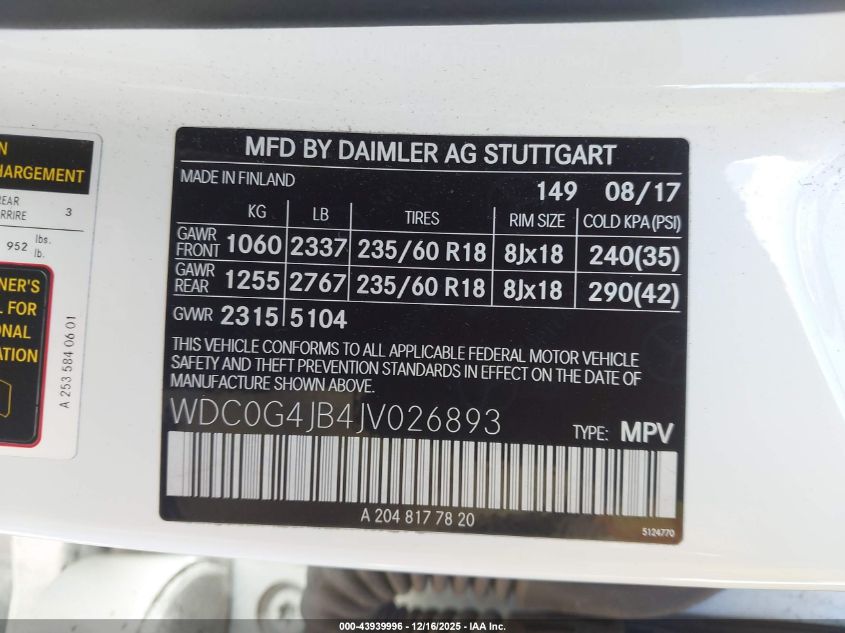 MFD BY DAIMLER AG STUTTGART
MADE IN FINLAND 149 08/17
KG LB TIRES RIM SIZE COLD KPA(PSI)
GAWR FRONT 1060 2337 235/60 R18 8Jx18 240(35)
GAWR REAR 1255 2767 235/60 R18 8Jx18 290(42)
GVWR 2315 5104
THIS VEHICLE CONFORMS TO ALL APPLICABLE FEDERAL MOTOR VEHICLE
SAFETY AND THEFT PREVENTION STANDARDS IN EFFECT ON THE DATE OF
MANUFACTURE SHOWN ABOVE.
WDC0G4JB4JV026893 TYPE: MPV
A 204 817 78 20
5124770
N
CHARGEMENT
REAR
ARRIRE 3
952 lbs.
lb.
NER'S
L FOR
ONAL
ATION
A 253 584 06 01
000-43939996 - 12/16/2025 - IAA Inc.